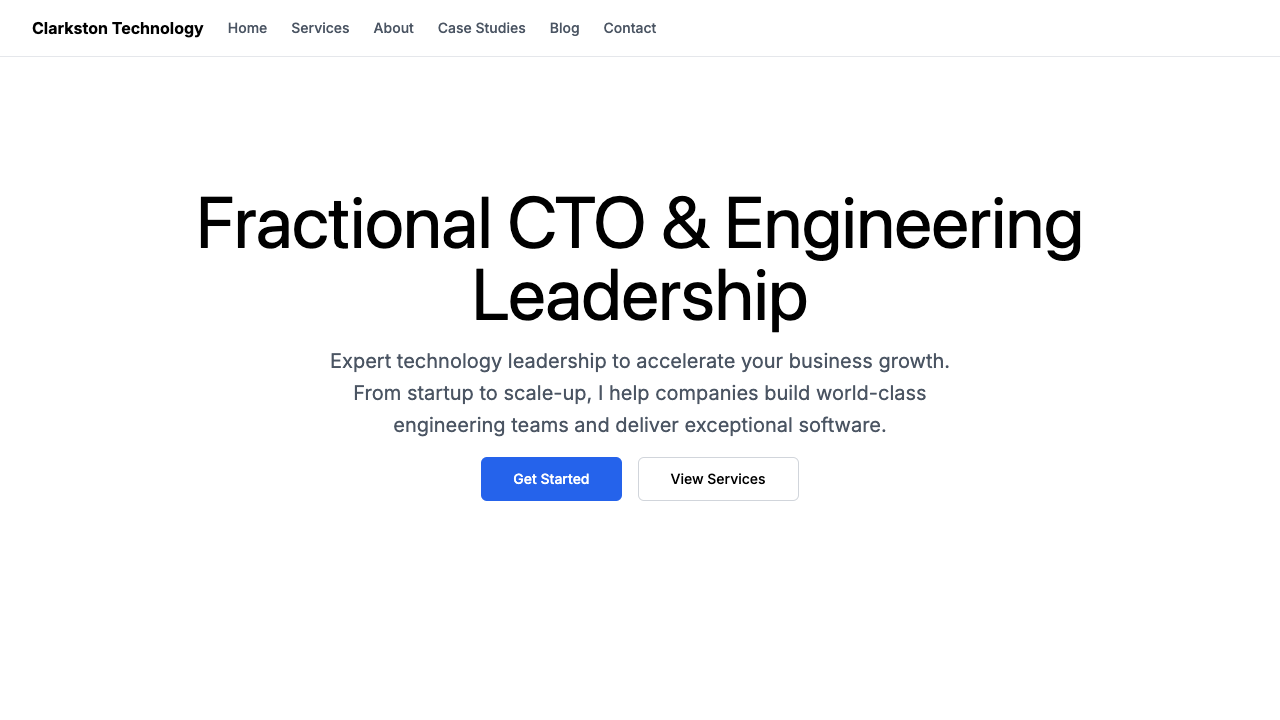 Clarkston Technology Home Services About Case Studies Blog Contact
Fractional CTO & Engineering
Leadership
Expert technology leadership to accelerate your business growth.
From startup to scale-up, I help companies build world-class
engineering teams and deliver exceptional software.
Get Started View Services